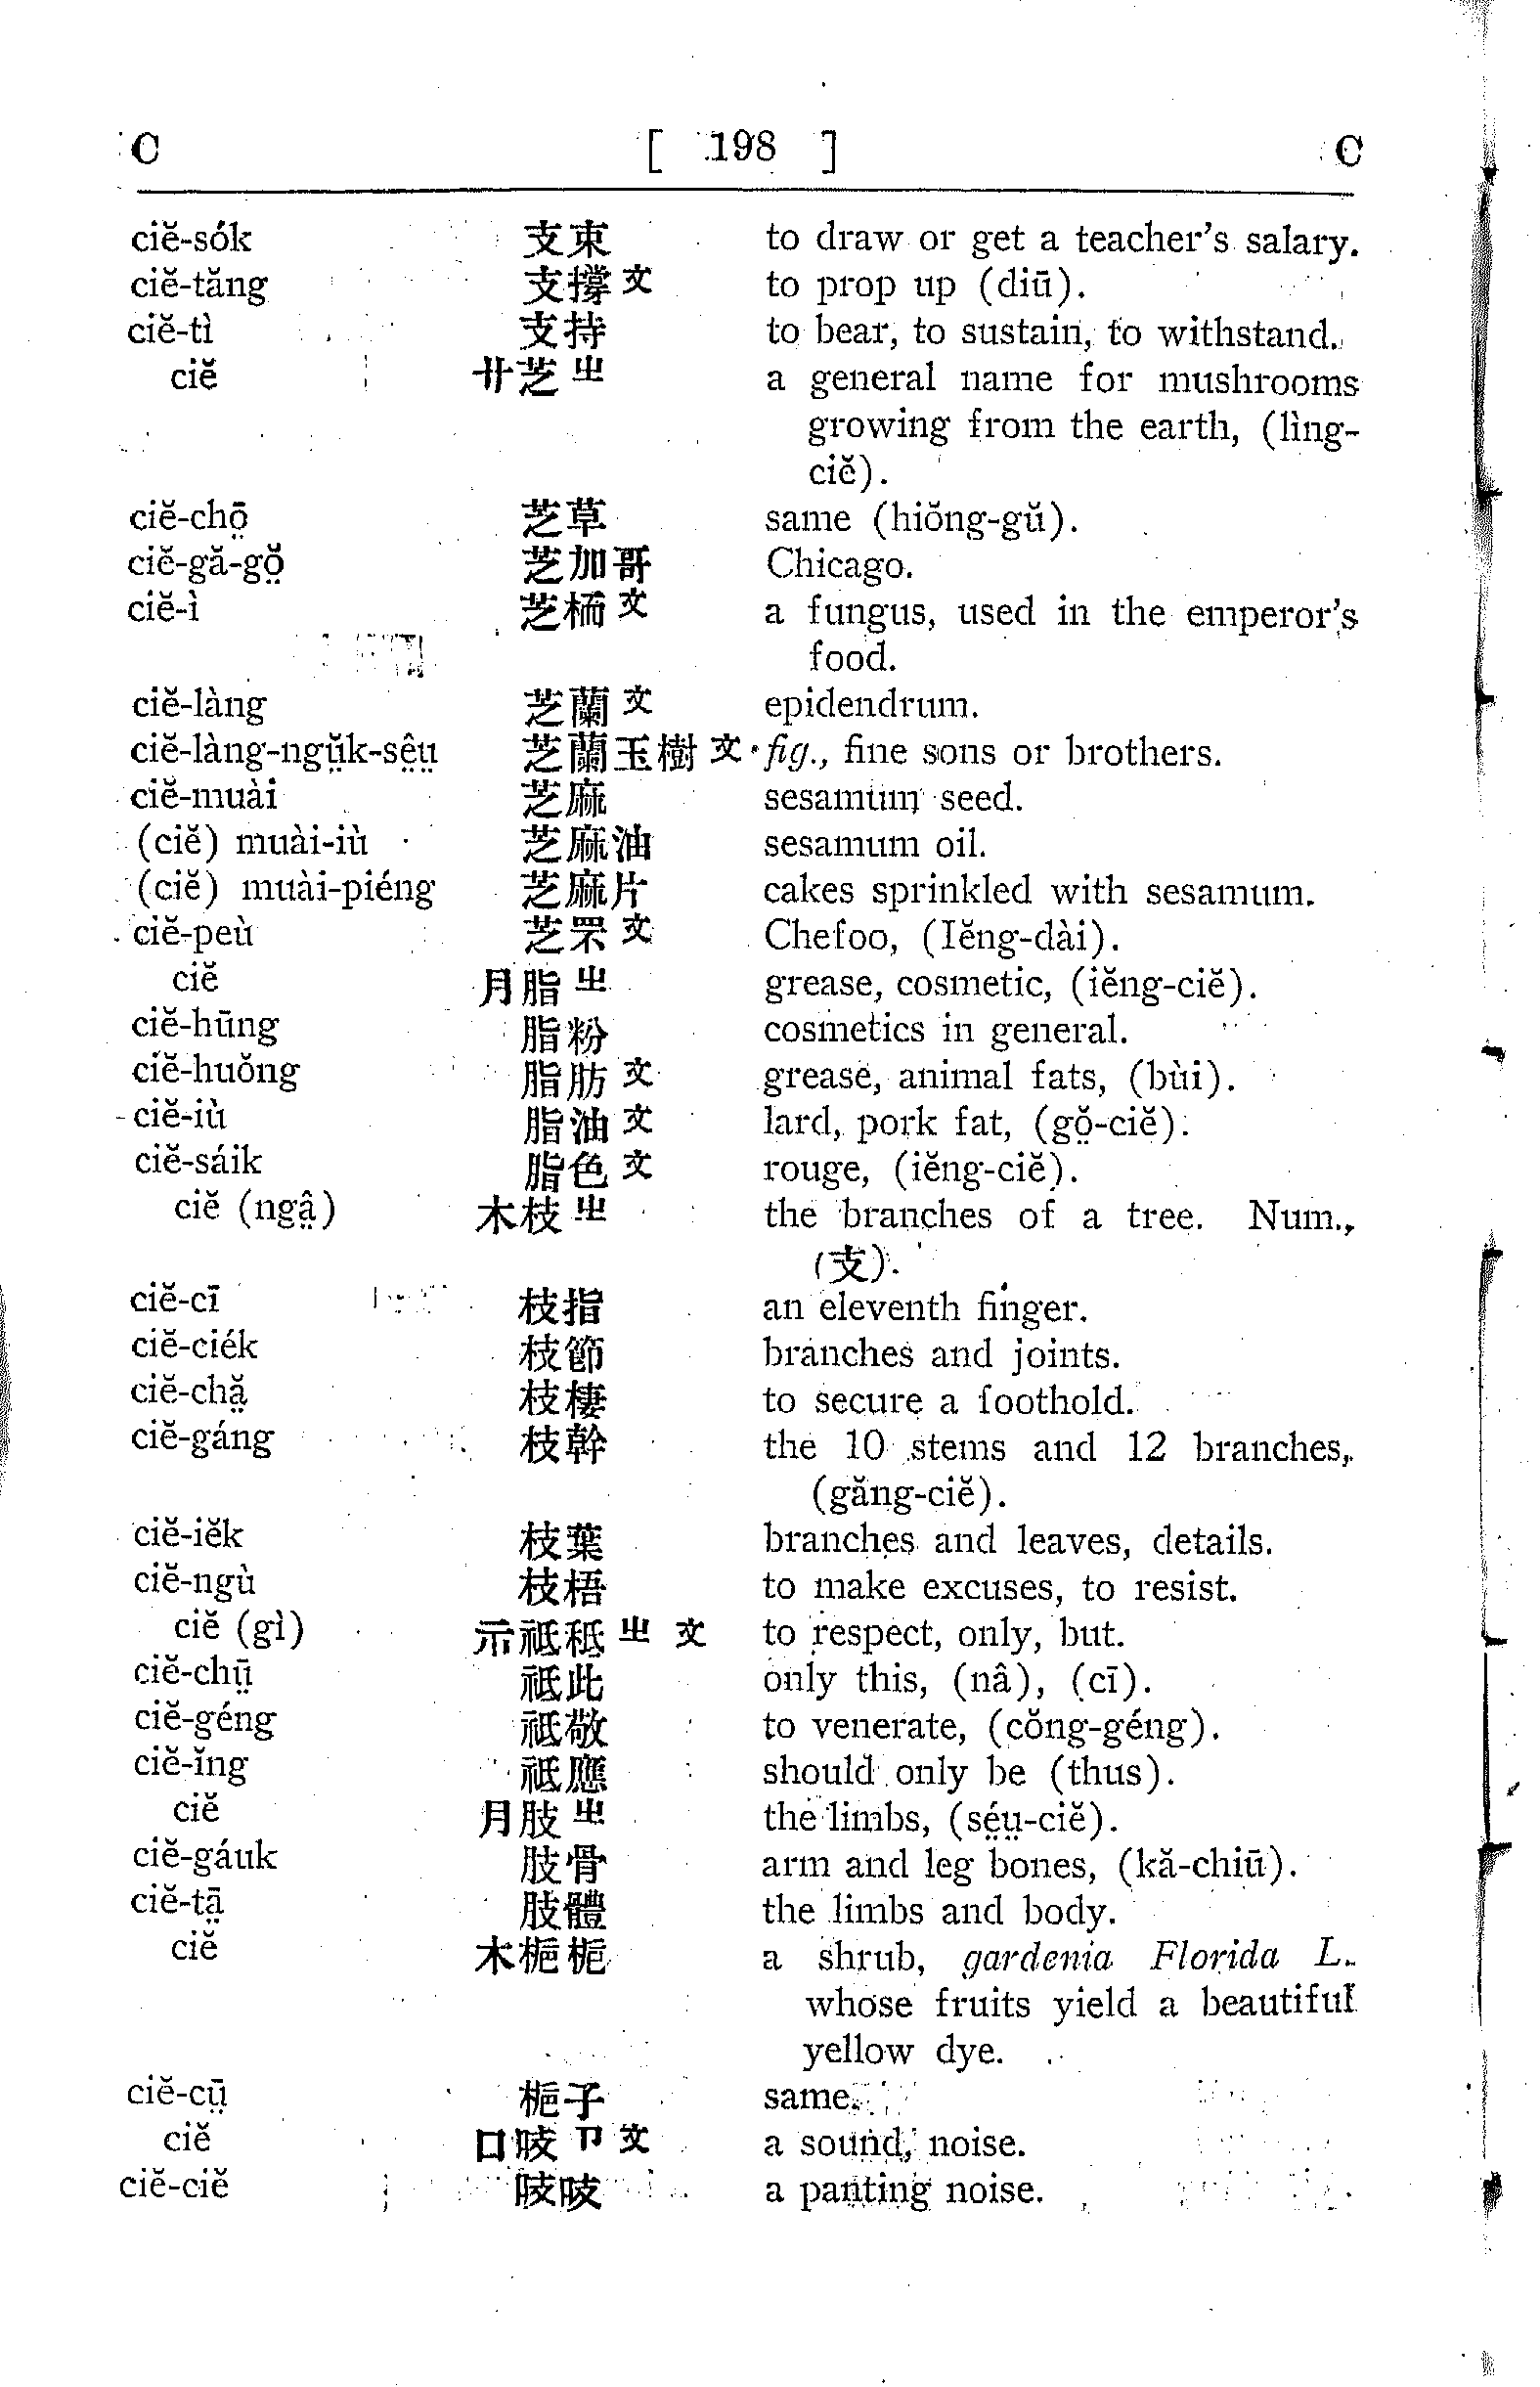 C [ 198 ] C
ciĕ-sók 支束 to draw or get a teacher's salary.
ciĕ-tăng 支撐文 to prop up (diū).
ciĕ-tì 支持 to bear, to sustain, to withstand.
ciĕ 廾芝㞢 a general name for mushrooms
growing from the earth, (lìng-
ciĕ).
ciĕ-chō̤ 芝草 same (hiŏng-gŭ).
ciĕ-gă-gŏ̤ 芝加哥 Chicago.
ciĕ-ì 芝栭文 a fungus, used in the emperor's
food.
ciĕ-làng 芝蘭文 epidendrum.
ciĕ-làng-ngṳ̆k-sê̤ṳ 芝蘭玉樹文 fig., fine sons or brothers.
ciĕ-muài 芝麻 sesamum seed.
(ciĕ) muài-iù 芝麻油 sesamum oil.
(ciĕ) muài-piéng 芝麻片 cakes sprinkled with sesamum.
ciĕ-peù 芝罘文 Chefoo, (Iĕng-dài).
ciĕ 月脂㞢 grease, cosmetic, (iĕng-ciĕ).
ciĕ-hūng 脂粉 cosmetics in general.
ciĕ-huŏng 脂肪文 grease, animal fats, (bùi).
ciĕ-iù 脂油文 lard, pork fat, (gŏ̤-ciĕ).
ciĕ-sáik 脂色文 rouge, (iĕng-ciĕ).
ciĕ (ngâ̤) 木枝㞢 the branches of a tree. Num.,
(支).
ciĕ-cī 枝指 an eleventh finger.
ciĕ-ciék 枝節 branches and joints.
ciĕ-chă̤ 枝棲 to secure a foothold.
ciĕ-gáng 枝幹 the 10 stems and 12 branches,
(găng-ciĕ).
ciĕ-iĕk 枝葉 branches and leaves, details.
ciĕ-ngù 枝梧 to make excuses, to resist.
ciĕ (gì) 示祗秪㞢文 to respect, only, but.
ciĕ-chṳ̄ 祗此 only this, (nâ), (cī).
ciĕ-géng 祗敬 to venerate, (cŏng-géng).
ciĕ-ĭng 祗應 should only be (thus).
ciĕ 月肢㞢 the limbs, (sé̤ṳ-ciĕ).
ciĕ-gáuk 肢骨 arm and leg bones, (kă-chiū).
ciĕ-tā̤ 肢體 the limbs and body.
ciĕ 木梔栀 a shrub, gardenia Florida L.
whose fruits yield a beautiful
yellow dye.
ciĕ-cṳ̄ 梔子 same.
ciĕ 口吱卩文 a sound, noise.
ciĕ-ciĕ 吱吱 a panting noise.